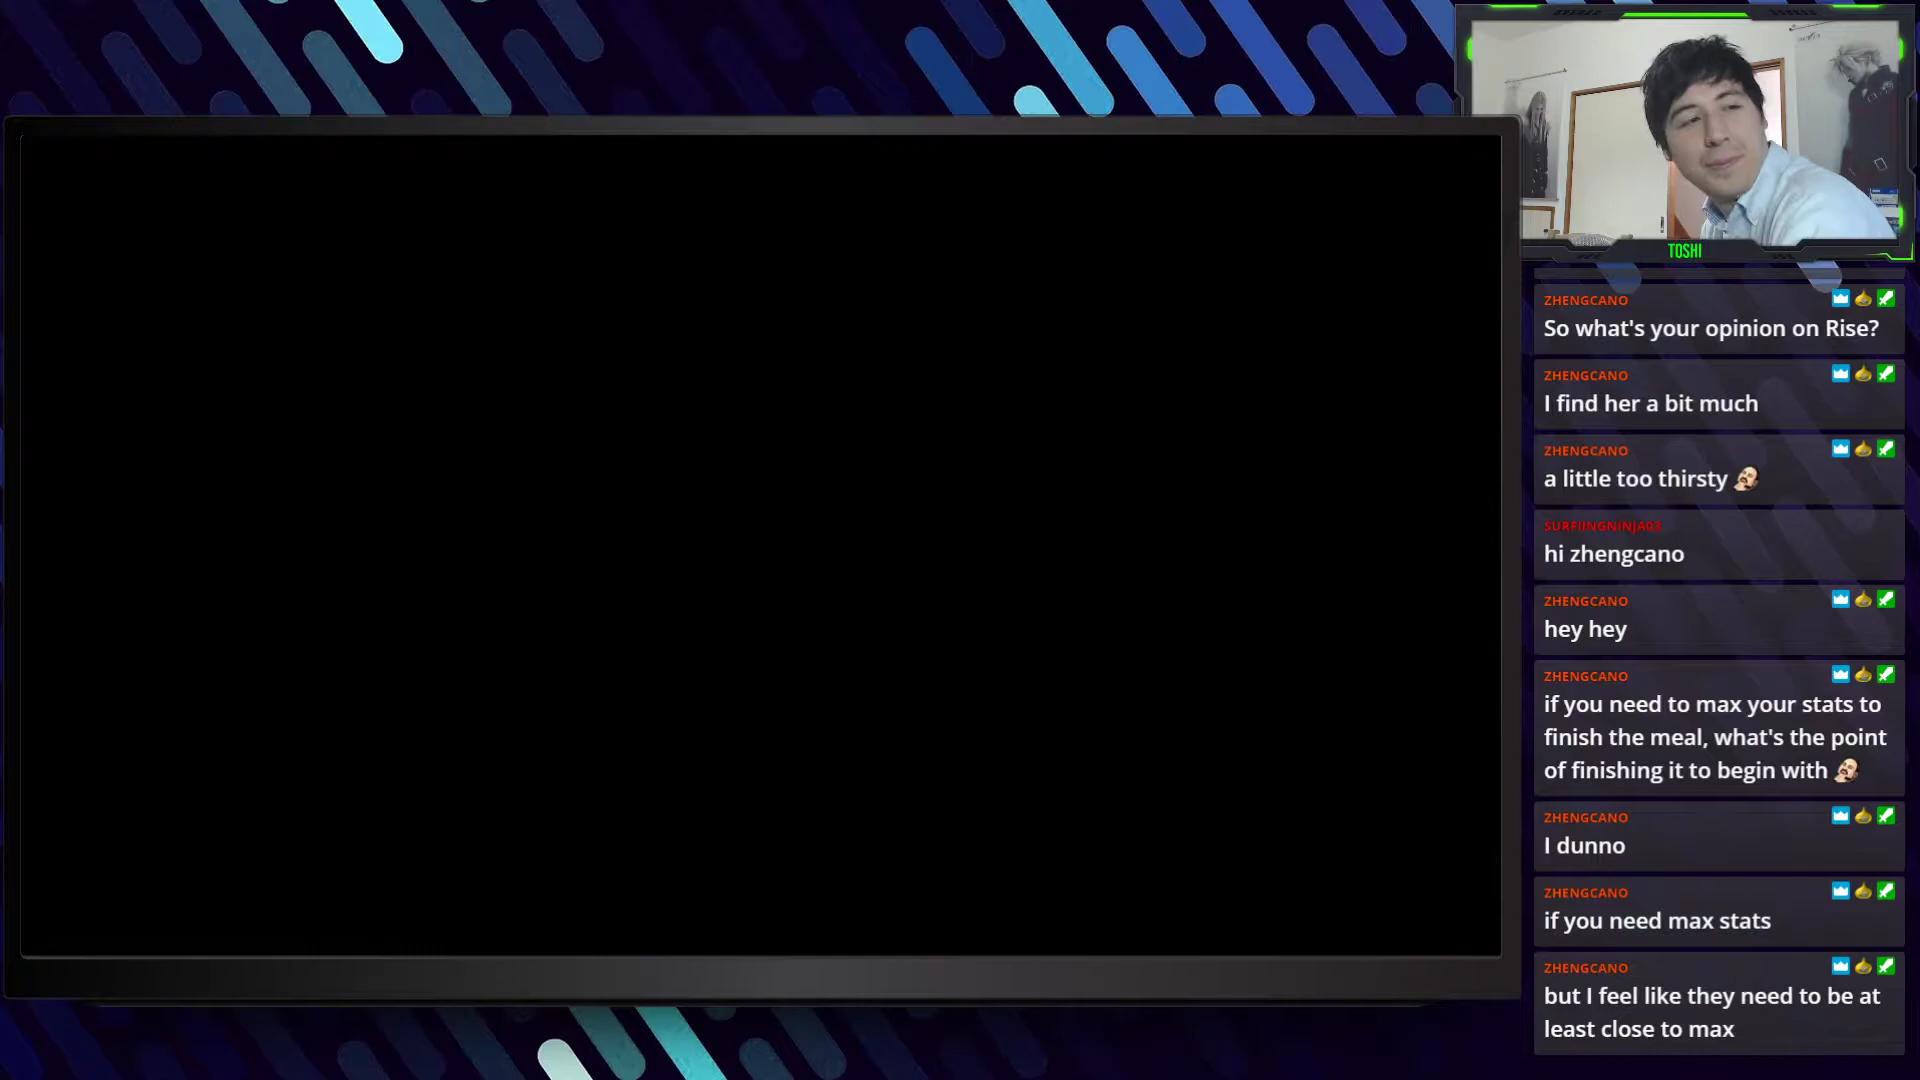 TOSHI
ZHENGCANO
So what's your opinion on Rise?
ZHENGCANO
I find her a bit much
ZHENGCANO
a little too thirsty
SURFIINGNINJA03
hi zhengcano
ZHENGCANO
hey hey
ZHENGCANO
if you need to max your stats to
finish the meal, what's the point
of finishing it to begin with
ZHENGCANO
I dunno
ZHENGCANO
if you need max stats
ZHENGCANO
but I feel like they need to be at
least close to max